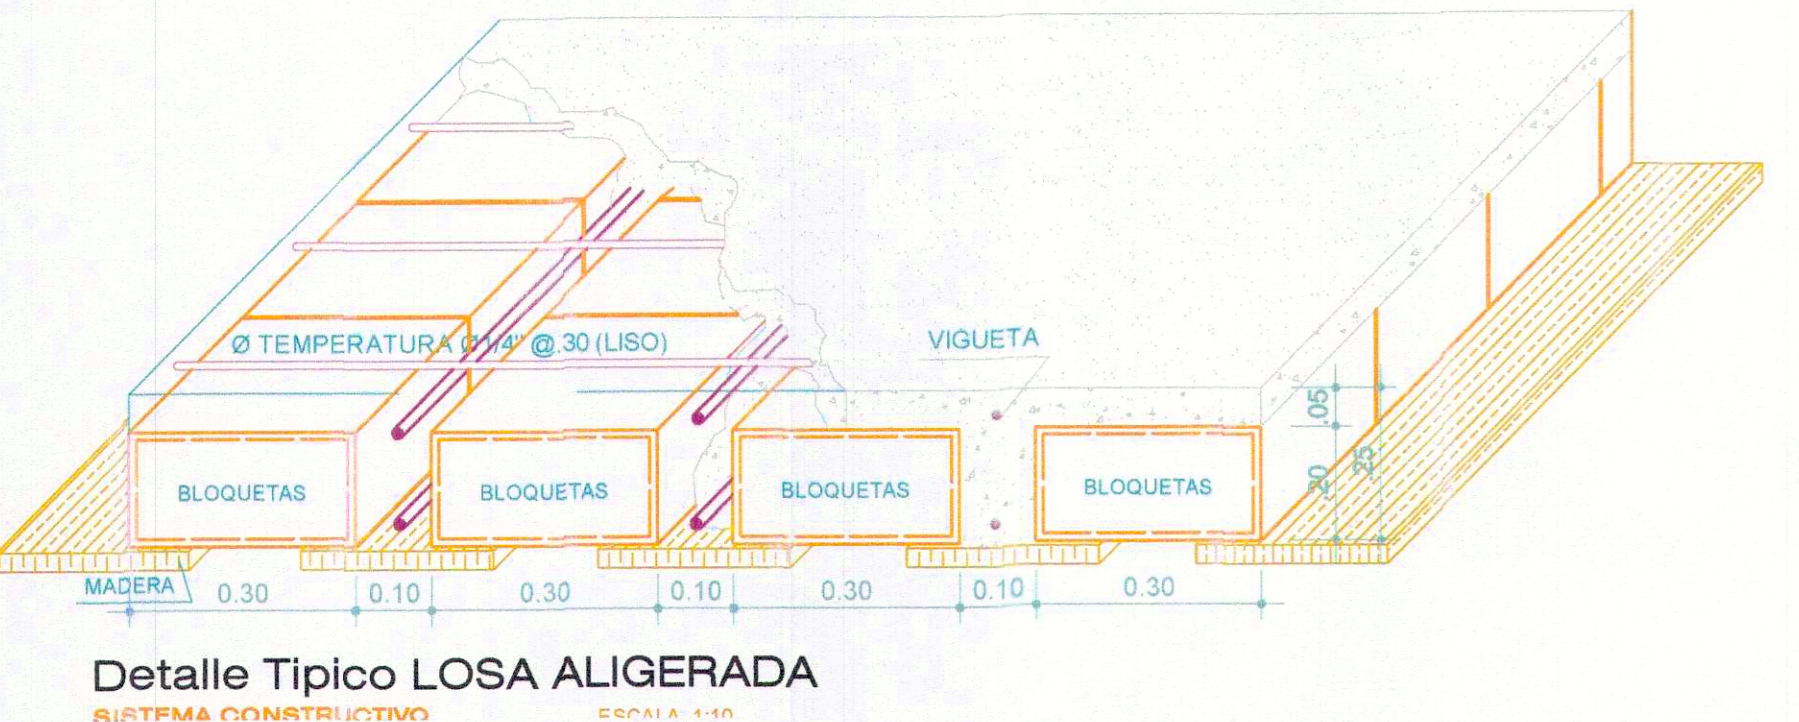 Ø TEMPERATURA Ø1/4" @.30 (LISO)
VIGUETA
.05
.20
.25
BLOQUETAS
BLOQUETAS
BLOQUETAS
BLOQUETAS
MADERA
0.30
0.10
0.30
0.10
0.30
0.10
0.30
Detalle Tipico LOSA ALIGERADA
SISTEMA CONSTRUCTIVO
ESCALA 1:10